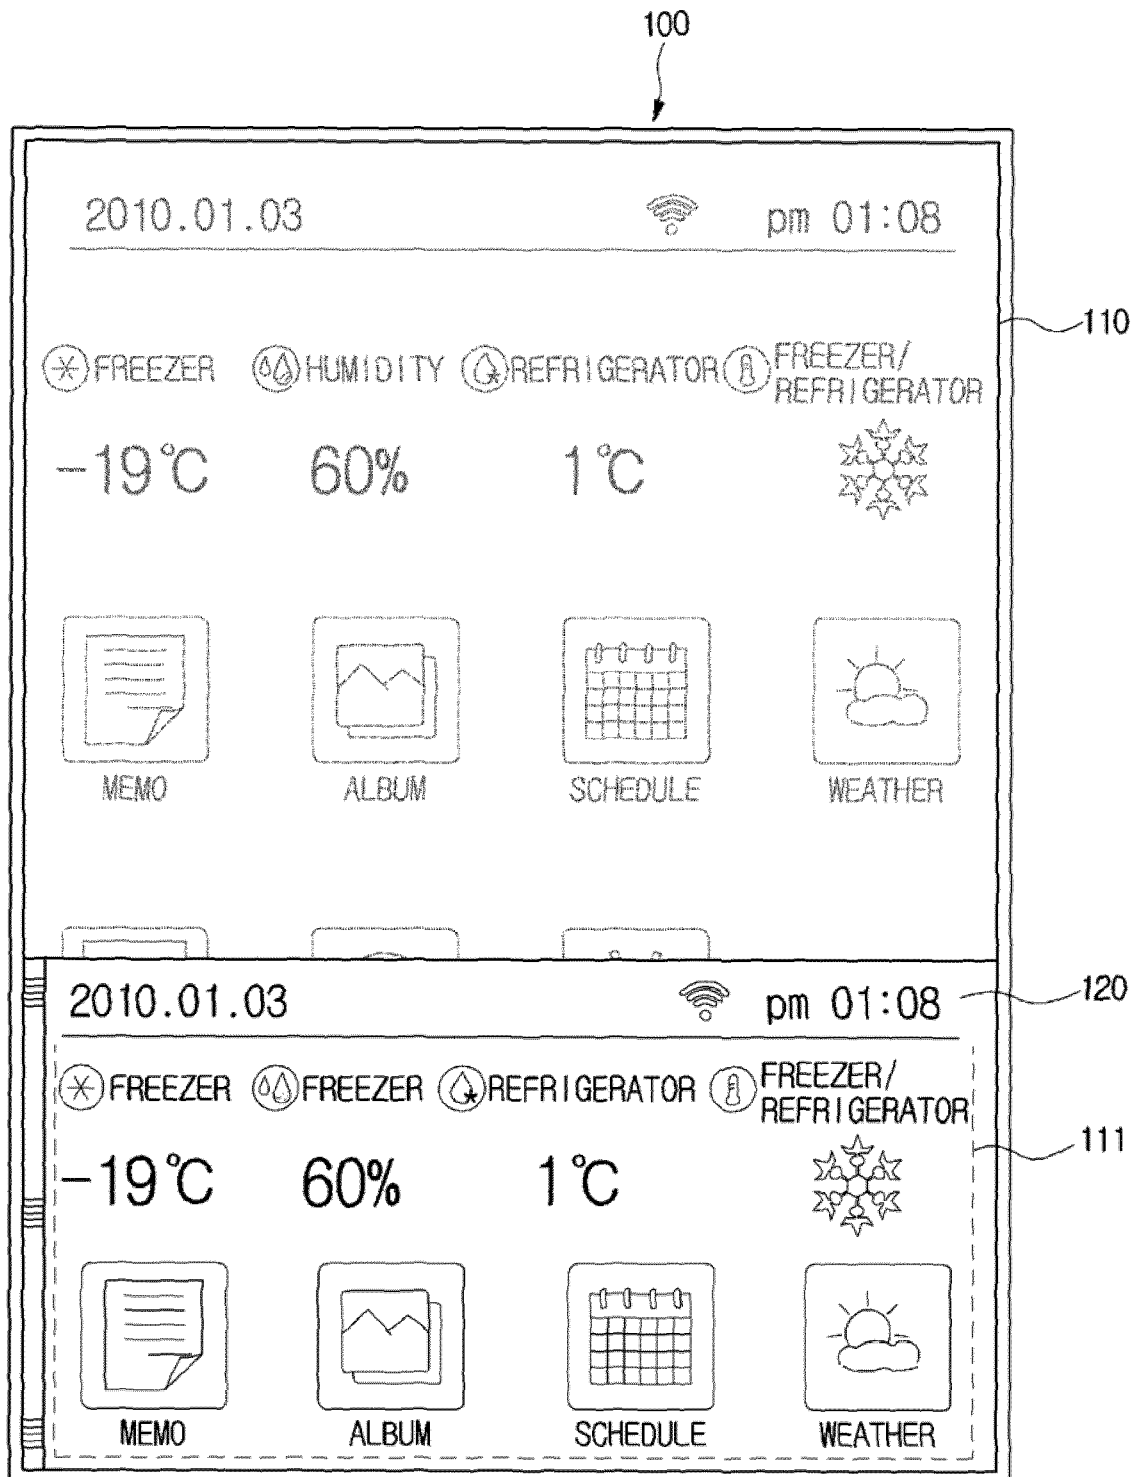 100
2010.01.03 pm 01:08
110
FREEZER HUMIDITY REFRIGERATOR FREEZER/
REFRIGERATOR
-19℃ 60% 1℃
MEMO ALBUM SCHEDULE WEATHER
2010.01.03 pm 01:08
120
FREEZER FREEZER REFRIGERATOR FREEZER/
REFRIGERATOR
111
-19℃ 60% 1℃
MEMO ALBUM SCHEDULE WEATHER